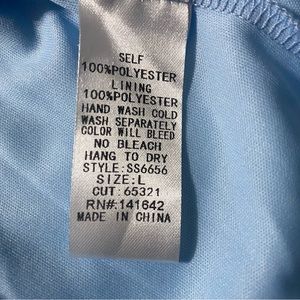 SELF
100%POLYESTER
LINING
100%POLYESTER
HAND WASH COLD
WASH SEPARATELY
COLOR WILL BLEED
NO BLEACH
HANG TO DRY
STYLE:SS6656
SIZE:L
CUT:65321
RN#:141642
MADE IN CHINA